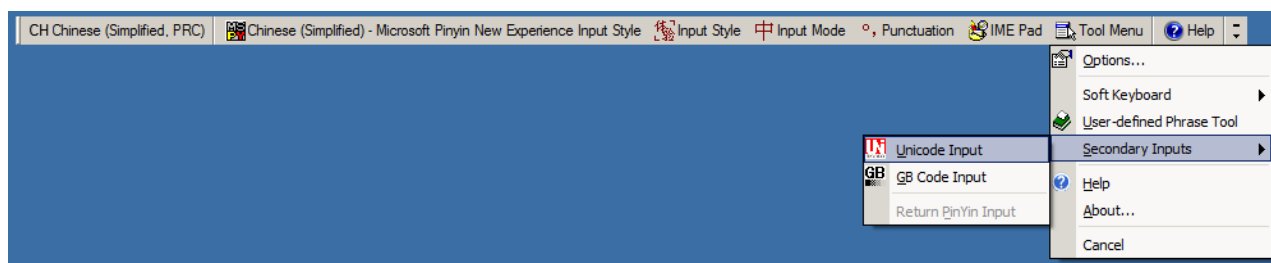 CH Chinese (Simplified, PRC) Chinese (Simplified) - Microsoft Pinyin New Experience Input Style Input Style 中 Input Mode °, Punctuation IME Pad Tool Menu Help
Options...
Soft Keyboard
User-defined Phrase Tool
Secondary Inputs
Help
About...
Cancel
Unicode Input
GB GB Code Input
Return PinYin Input